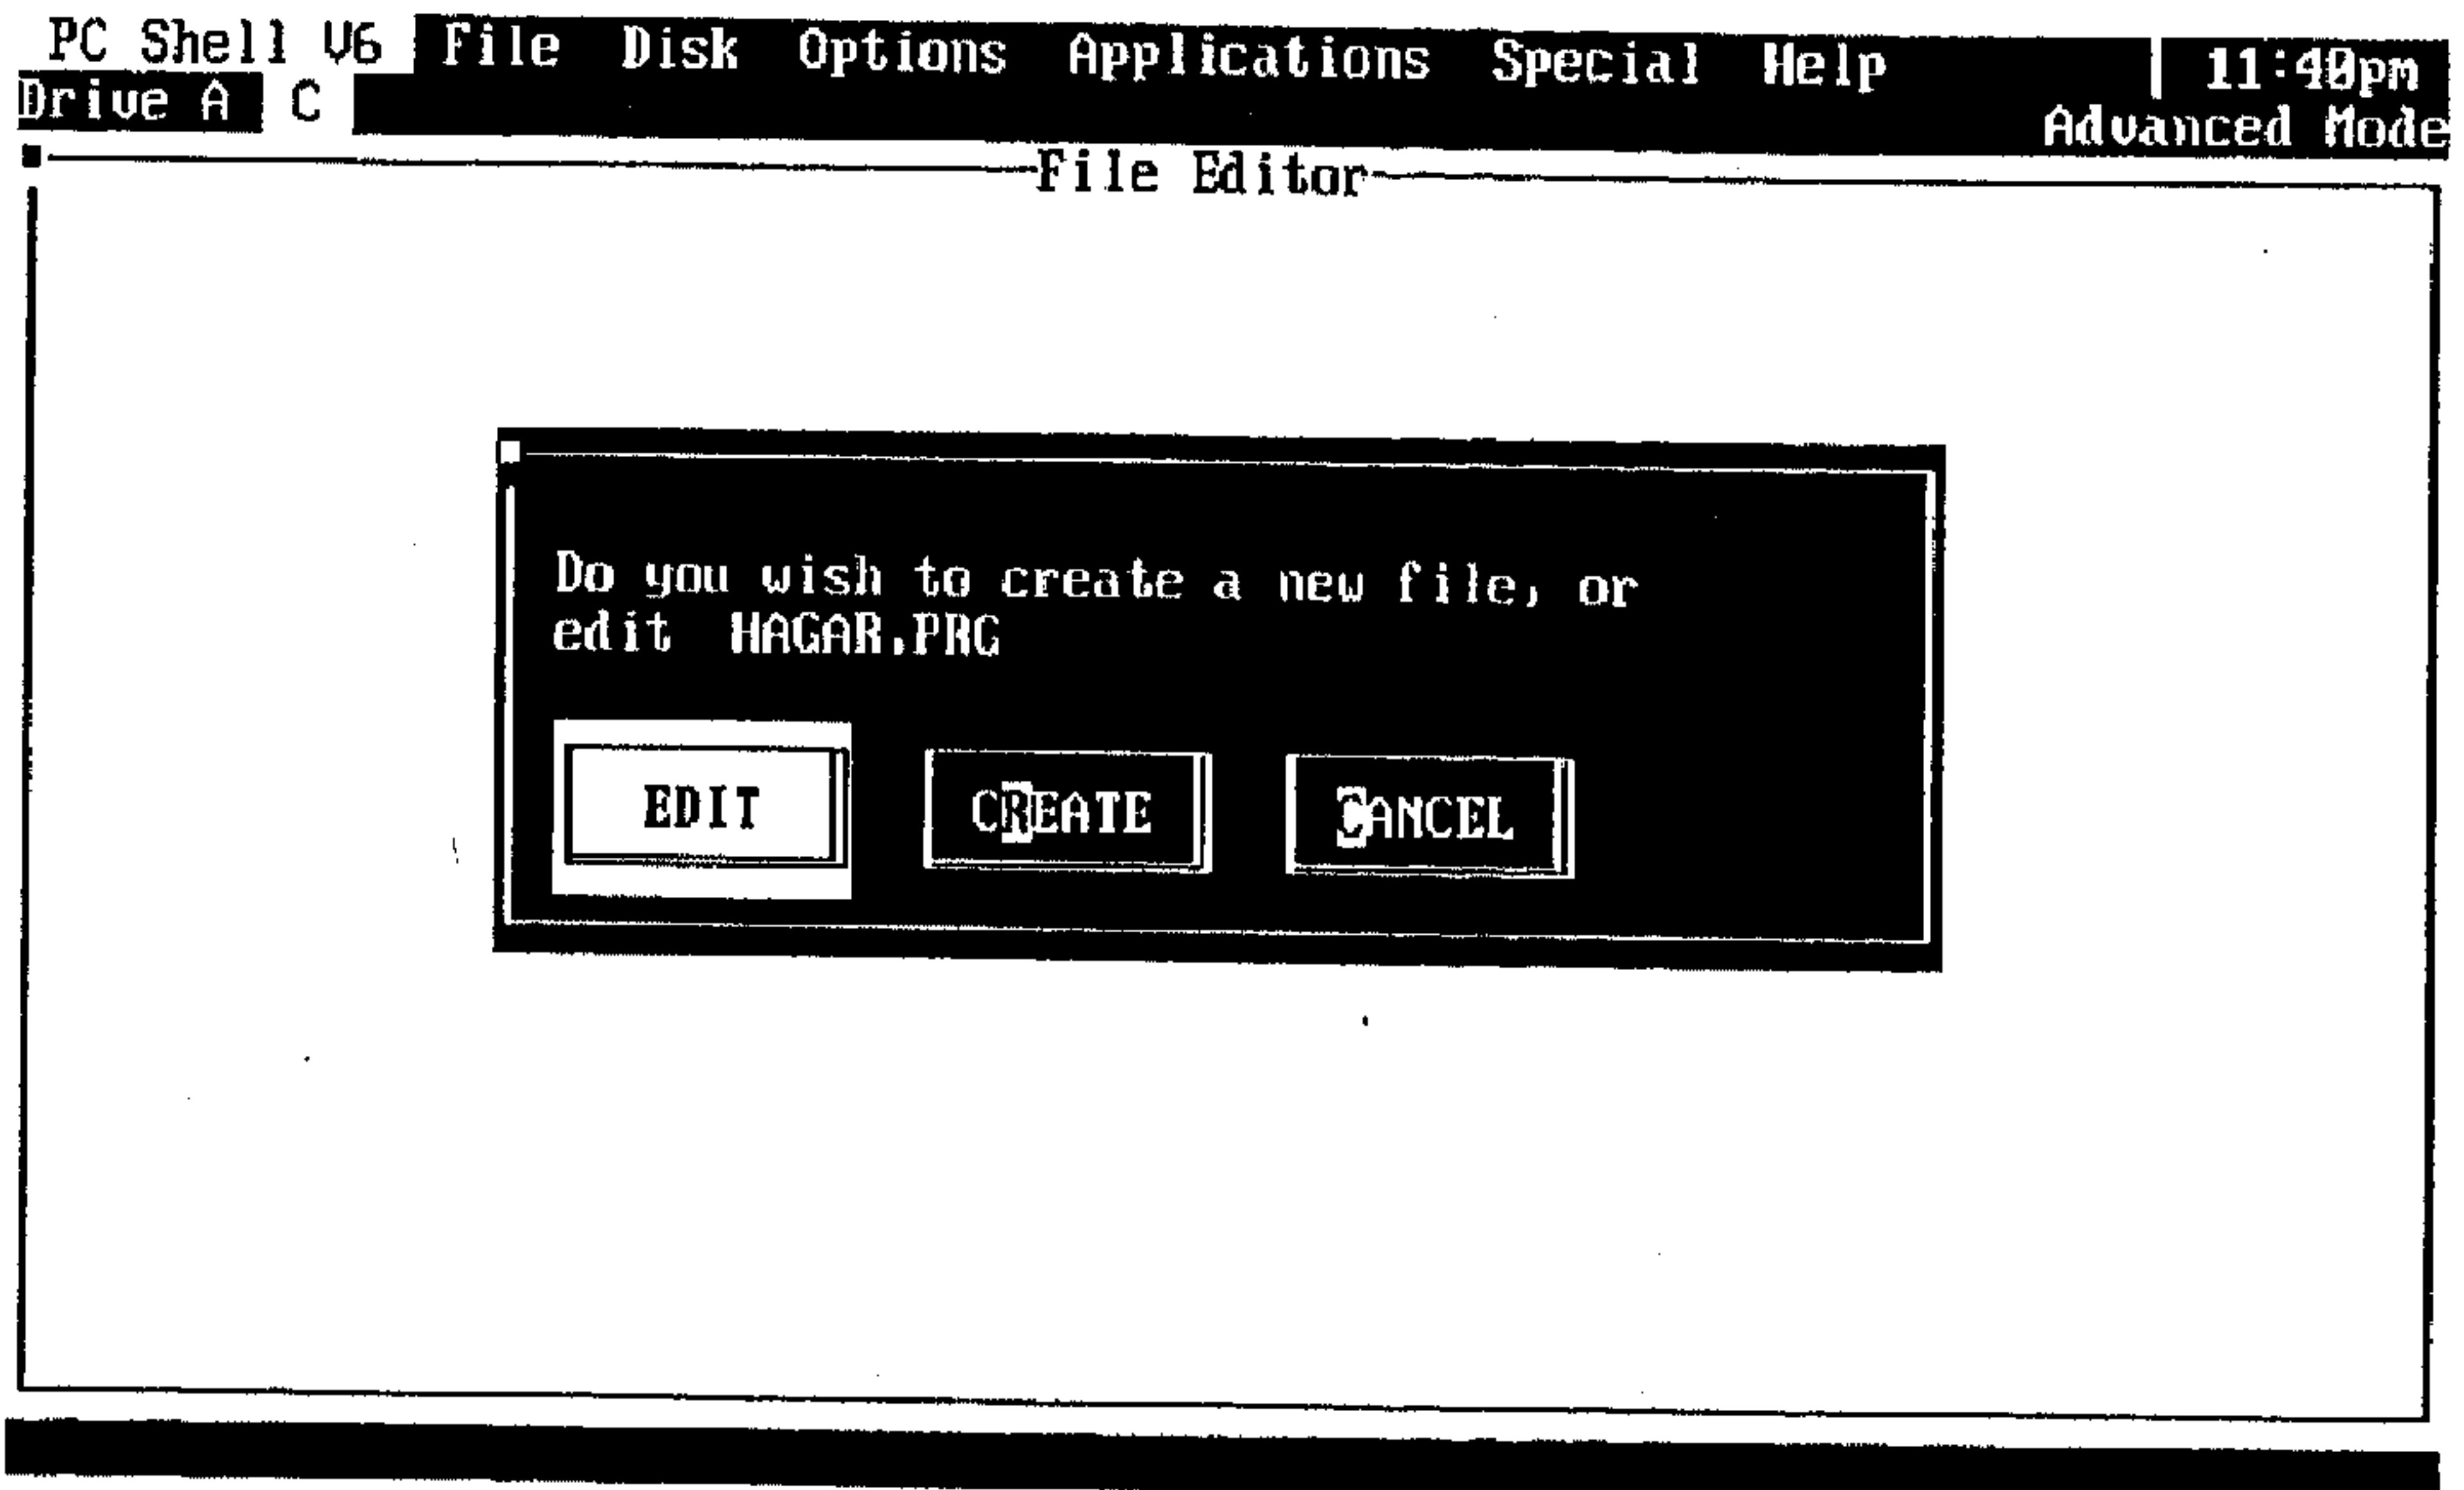 PC Shell V6 File Disk Options Applications Special Help 11:40pm
Drive A C Advanced Mode
File Editor
Do you wish to create a new file, or
edit HAGAR.PRG
EDIT CREATE CANCEL